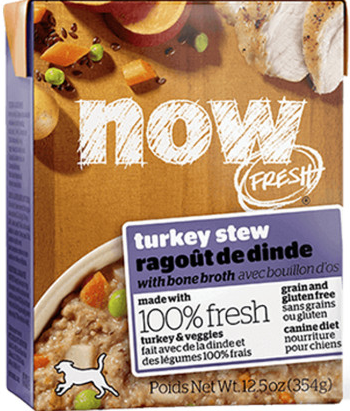 now
FRESH
turkey stew
ragoût de dinde
with bone broth avec bouillon d'os
made with
100% fresh
turkey & veggies
fait avec de la dinde et
des légumes 100% frais
grain and
gluten free
sans grains
ou gluten
canine diet
nourriture
pour chiens
Poids Net Wt. 12.5oz (354g)